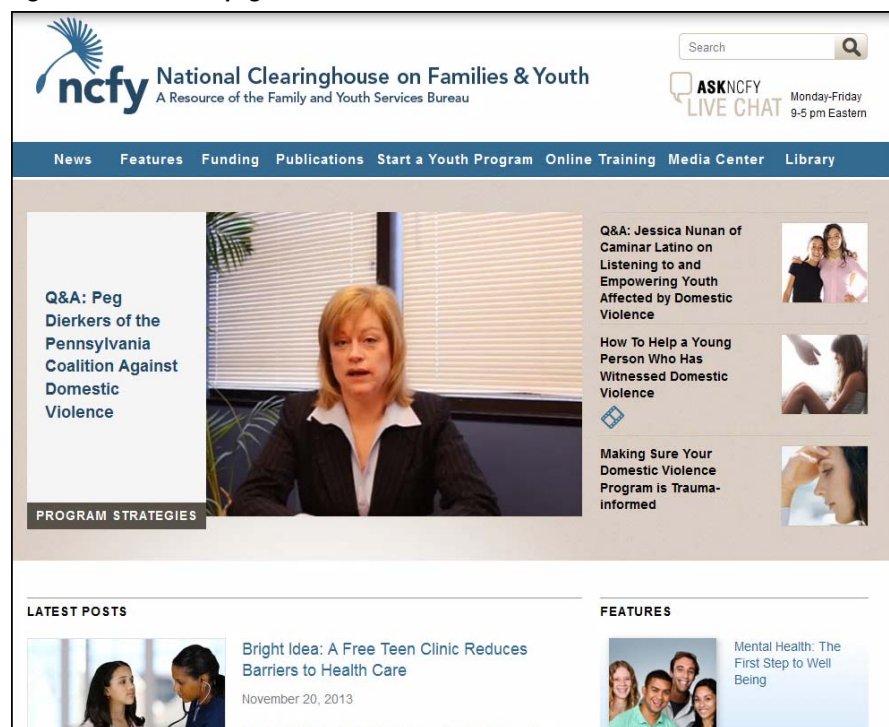 Search
ncfy
National Clearinghouse on Families & Youth
A Resource of the Family and Youth Services Bureau
ASKNCFY
LIVE CHAT
Monday-Friday
9-5 pm Eastern
News Features Funding Publications Start a Youth Program Online Training Media Center Library
Q&A: Peg
Dierkers of the
Pennsylvania
Coalition Against
Domestic
Violence
PROGRAM STRATEGIES
Q&A: Jessica Nunan of
Caminar Latino on
Listening to and
Empowering Youth
Affected by Domestic
Violence
How To Help a Young
Person Who Has
Witnessed Domestic
Violence
Making Sure Your
Domestic Violence
Program is Trauma-
informed
LATEST POSTS
Bright Idea: A Free Teen Clinic Reduces
Barriers to Health Care
November 20, 2013
FEATURES
Mental Health: The
First Step to Well
Being